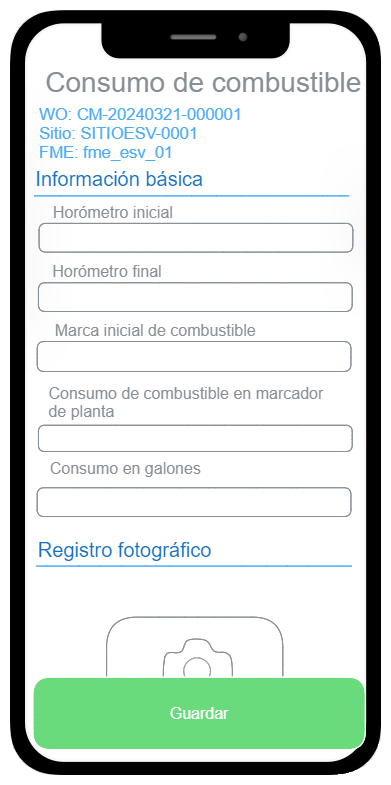 Consumo de combustible
WO: CM-20240321-000001
Sitio: SITIOESV-0001
FME: fme_esv_01
Información básica
Horómetro inicial
Horómetro final
Marca inicial de combustible
Consumo de combustible en marcador
de planta
Consumo en galones
Registro fotográfico
Guardar